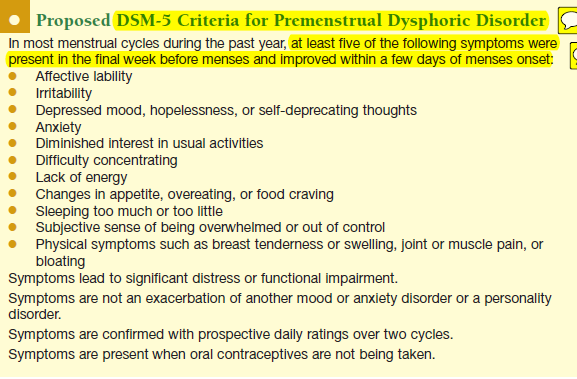 Proposed DSM-5 Criteria for Premenstrual Dysphoric Disorder
In most menstrual cycles during the past year, at least five of the following symptoms were
present in the final week before menses and improved within a few days of menses onset:
● Affective lability
● Irritability
● Depressed mood, hopelessness, or self-deprecating thoughts
● Anxiety
● Diminished interest in usual activities
● Difficulty concentrating
● Lack of energy
● Changes in appetite, overeating, or food craving
● Sleeping too much or too little
● Subjective sense of being overwhelmed or out of control
● Physical symptoms such as breast tenderness or swelling, joint or muscle pain, or
bloating
Symptoms lead to significant distress or functional impairment.
Symptoms are not an exacerbation of another mood or anxiety disorder or a personality
disorder.
Symptoms are confirmed with prospective daily ratings over two cycles.
Symptoms are present when oral contraceptives are not being taken.